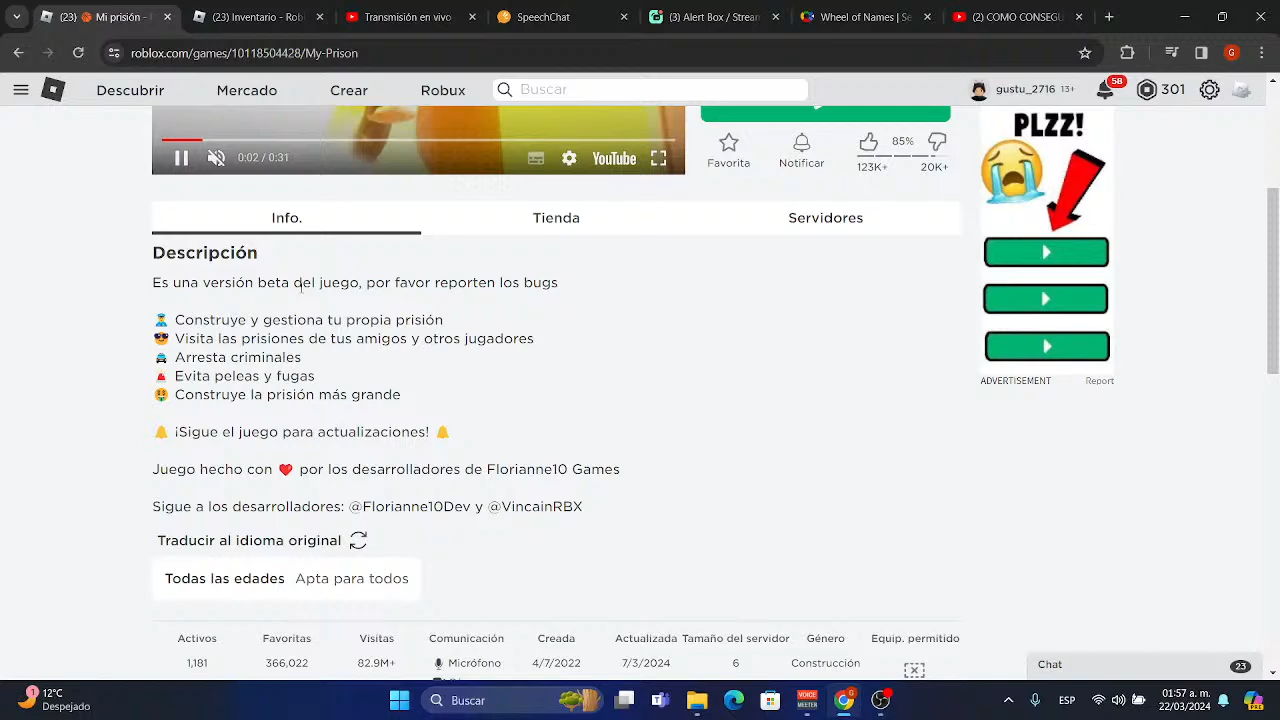 Mi prisión -
(23) Inventario - Rob
Transmisión en vivo
SpeechChat
(3) Alert Box / Strean
Wheel of Names | Se
(2) COMO CONSEGU
roblox.com/games/10118504428/My-Prison
G
Descubrir
Mercado
Crear
Robux
Buscar
gustu_2716 13+
58
301
PLZZ!
0:02 / 0:31
YouTube
Favorita
Notificar
85%
123K+
20K+
Info.
Tienda
Servidores
Descripción
Es una versión beta del juego, por favor reporten los bugs
Construye y gestiona tu propia prisión
Visita las prisiones de tus amigos y otros jugadores
Arresta criminales
Evita peleas y fugas
Construye la prisión más grande
¡Sigue el juego para actualizaciones!
Juego hecho con ❤️ por los desarrolladores de Florianne10 Games
Sigue a los desarrolladores: @Florianne10Dev y @VincainRBX
Traducir al idioma original
Todas las edades Apta para todos
ADVERTISEMENT
Report
Activos Favoritas Visitas Comunicación Creada Actualizada Tamaño del servidor Género Equip. permitido
1,181 366,022 82.9M+ Micrófono 4/7/2022 7/3/2024 6 Construcción
Chat
23
1
12°C
Despejado
Buscar
VOICE
MEETER
G
ESP
01:57 a. m.
22/03/2024